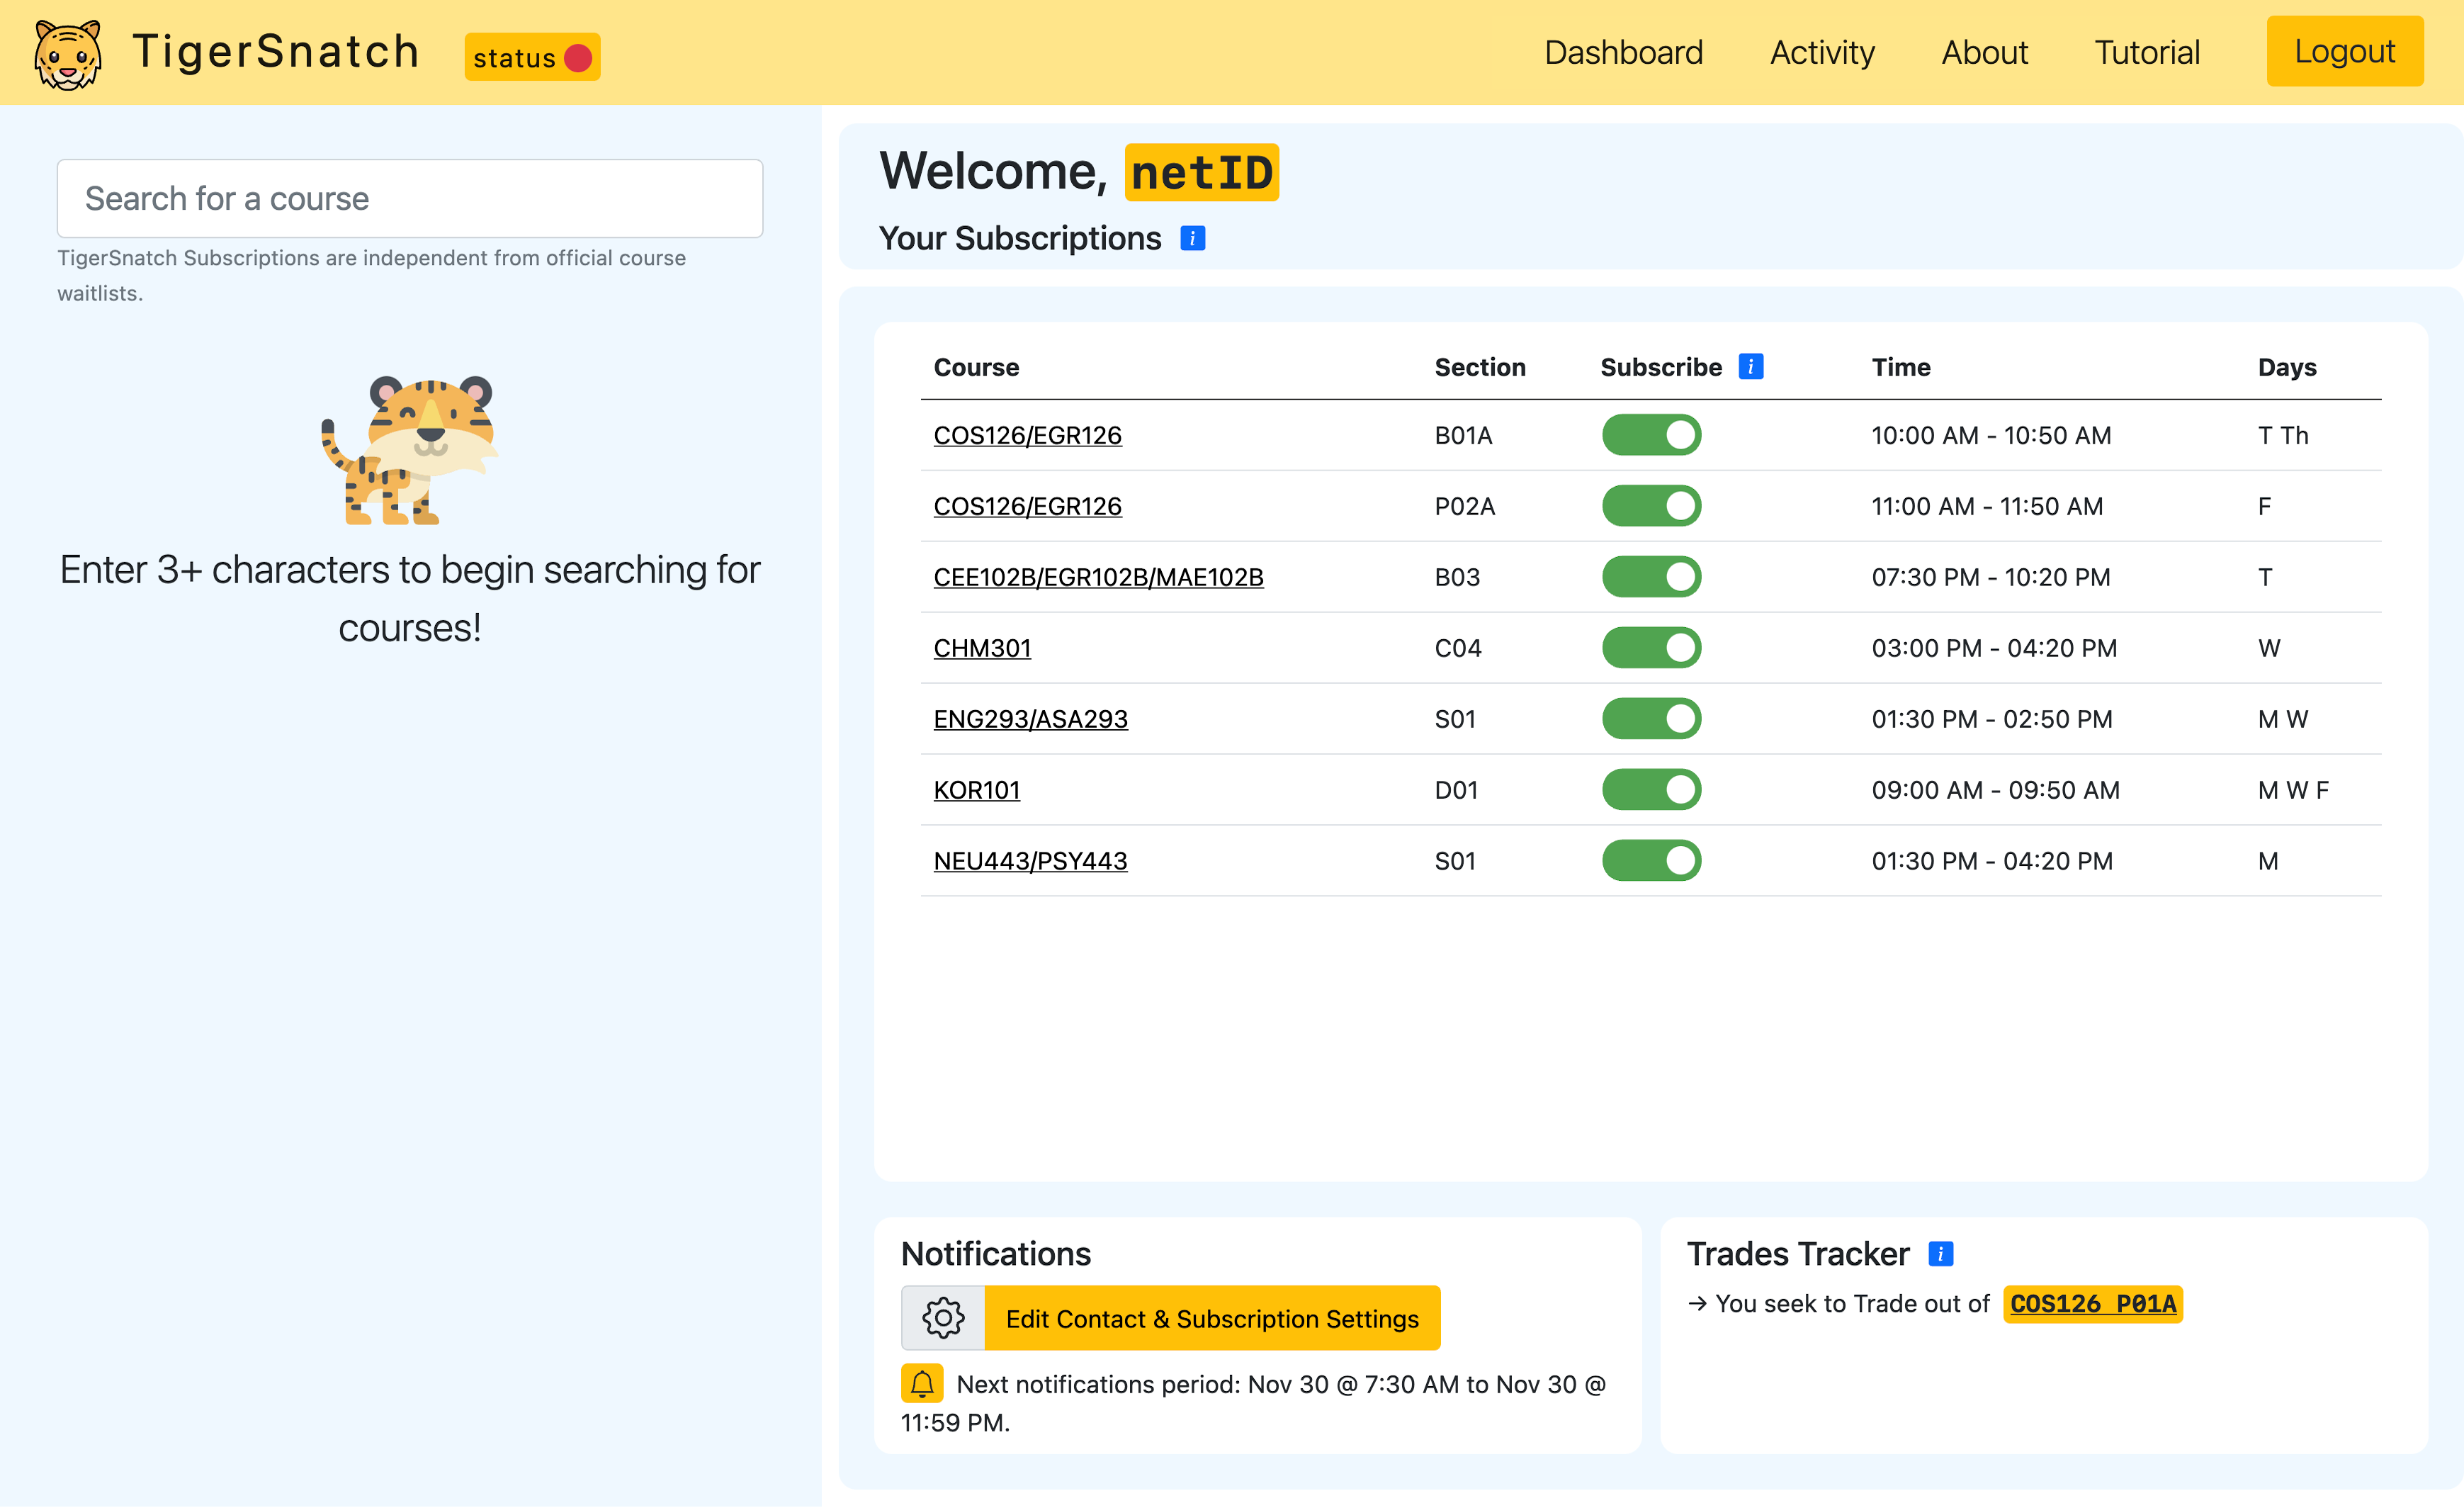 TigerSnatch status Dashboard Activity About Tutorial Logout
Search for a course
TigerSnatch Subscriptions are independent from official course
waitlists.
Enter 3+ characters to begin searching for
courses!
Welcome, netID
Your Subscriptions i
Course Section Subscribe i Time Days
COS126/EGR126 B01A 10:00 AM - 10:50 AM T Th
COS126/EGR126 P02A 11:00 AM - 11:50 AM F
CEE102B/EGR102B/MAE102B B03 07:30 PM - 10:20 PM T
CHM301 C04 03:00 PM - 04:20 PM W
ENG293/ASA293 S01 01:30 PM - 02:50 PM M W
KOR101 D01 09:00 AM - 09:50 AM M W F
NEU443/PSY443 S01 01:30 PM - 04:20 PM M
Notifications
Edit Contact & Subscription Settings
Next notifications period: Nov 30 @ 7:30 AM to Nov 30 @
11:59 PM.
Trades Tracker i
→ You seek to Trade out of COS126 P01A